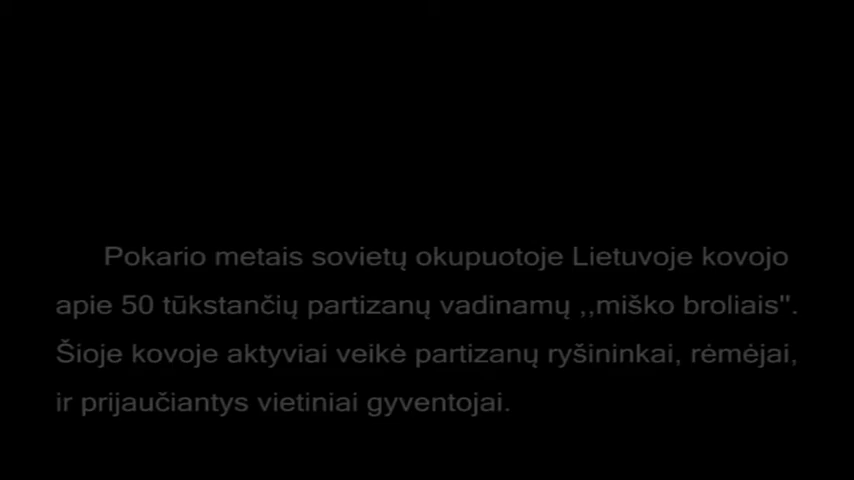 Pokario metais sovietų okupuotoje Lietuvoje kovojo
apie 50 tūkstančių partizanų vadinamų ,,miško broliais".
Šioje kovoje aktyviai veikė partizanų ryšininkai, rėmėjai,
ir prijaučiantys vietiniai gyventojai.